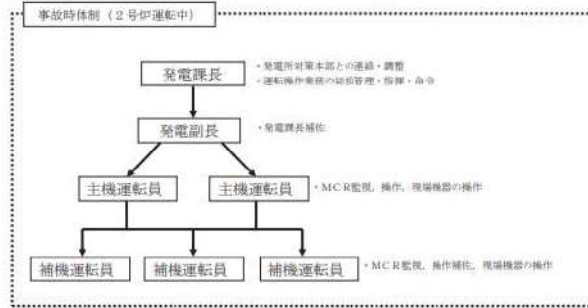 事故時体制（２号炉運転中）
発電課長
・発電所対策本部との連絡・調整
・運転操作業務の総括管理・指揮・命令
発電副長
・発電課長補佐
主機運転員 主機運転員 ・ＭＣＲ監視，操作，現場機器の操作
補機運転員 補機運転員 補機運転員 ・ＭＣＲ監視，操作補佐，現場機器の操作